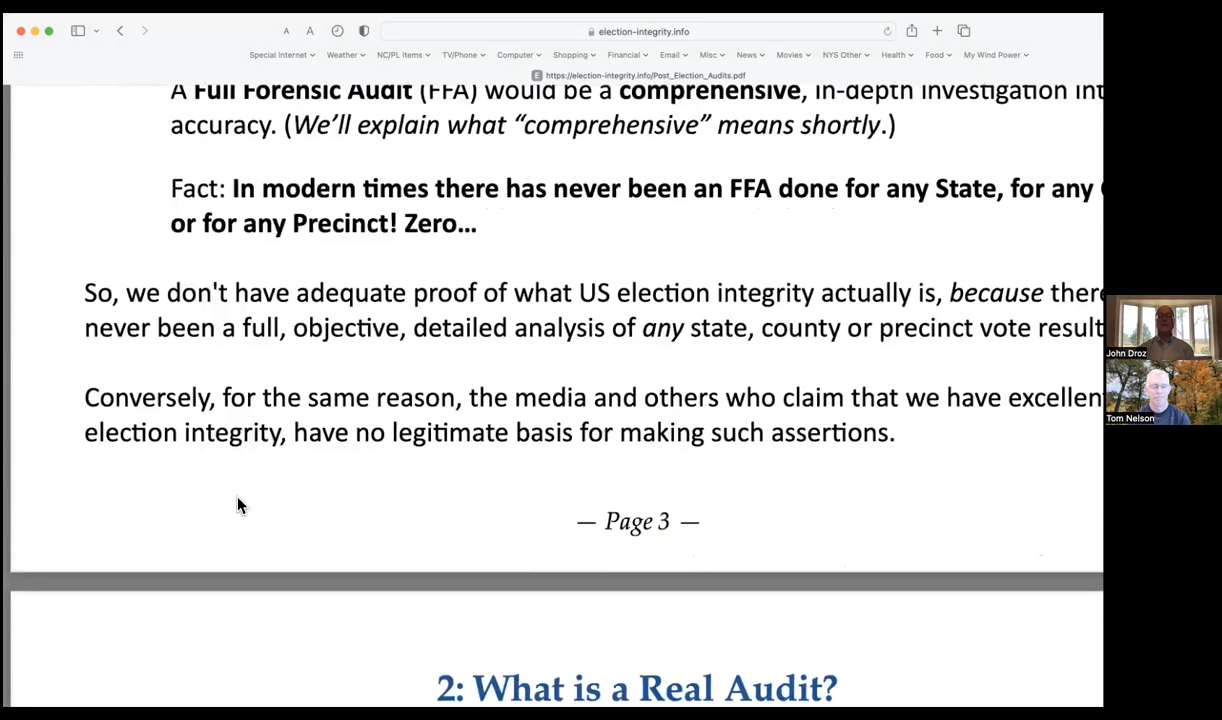 A A election-integrity.info
Special Internet Weather NC/PL Items TV/Phone Computer Shopping Financial Email Misc News Movies NYS Other Health Food My Wind Power
E https://election-integrity.info/Post_Election_Audits.pdf
A Full Forensic Audit (FFA) would be a comprehensive, in-depth investigation int
accuracy. (We'll explain what “comprehensive” means shortly.)
Fact: In modern times there has never been an FFA done for any State, for any
or for any Precinct! Zero...
So, we don't have adequate proof of what US election integrity actually is, because there
never been a full, objective, detailed analysis of any state, county or precinct vote result
Conversely, for the same reason, the media and others who claim that we have excellen
election integrity, have no legitimate basis for making such assertions.
— Page 3 —
2: What is a Real Audit?
John Droz
Tom Nelson